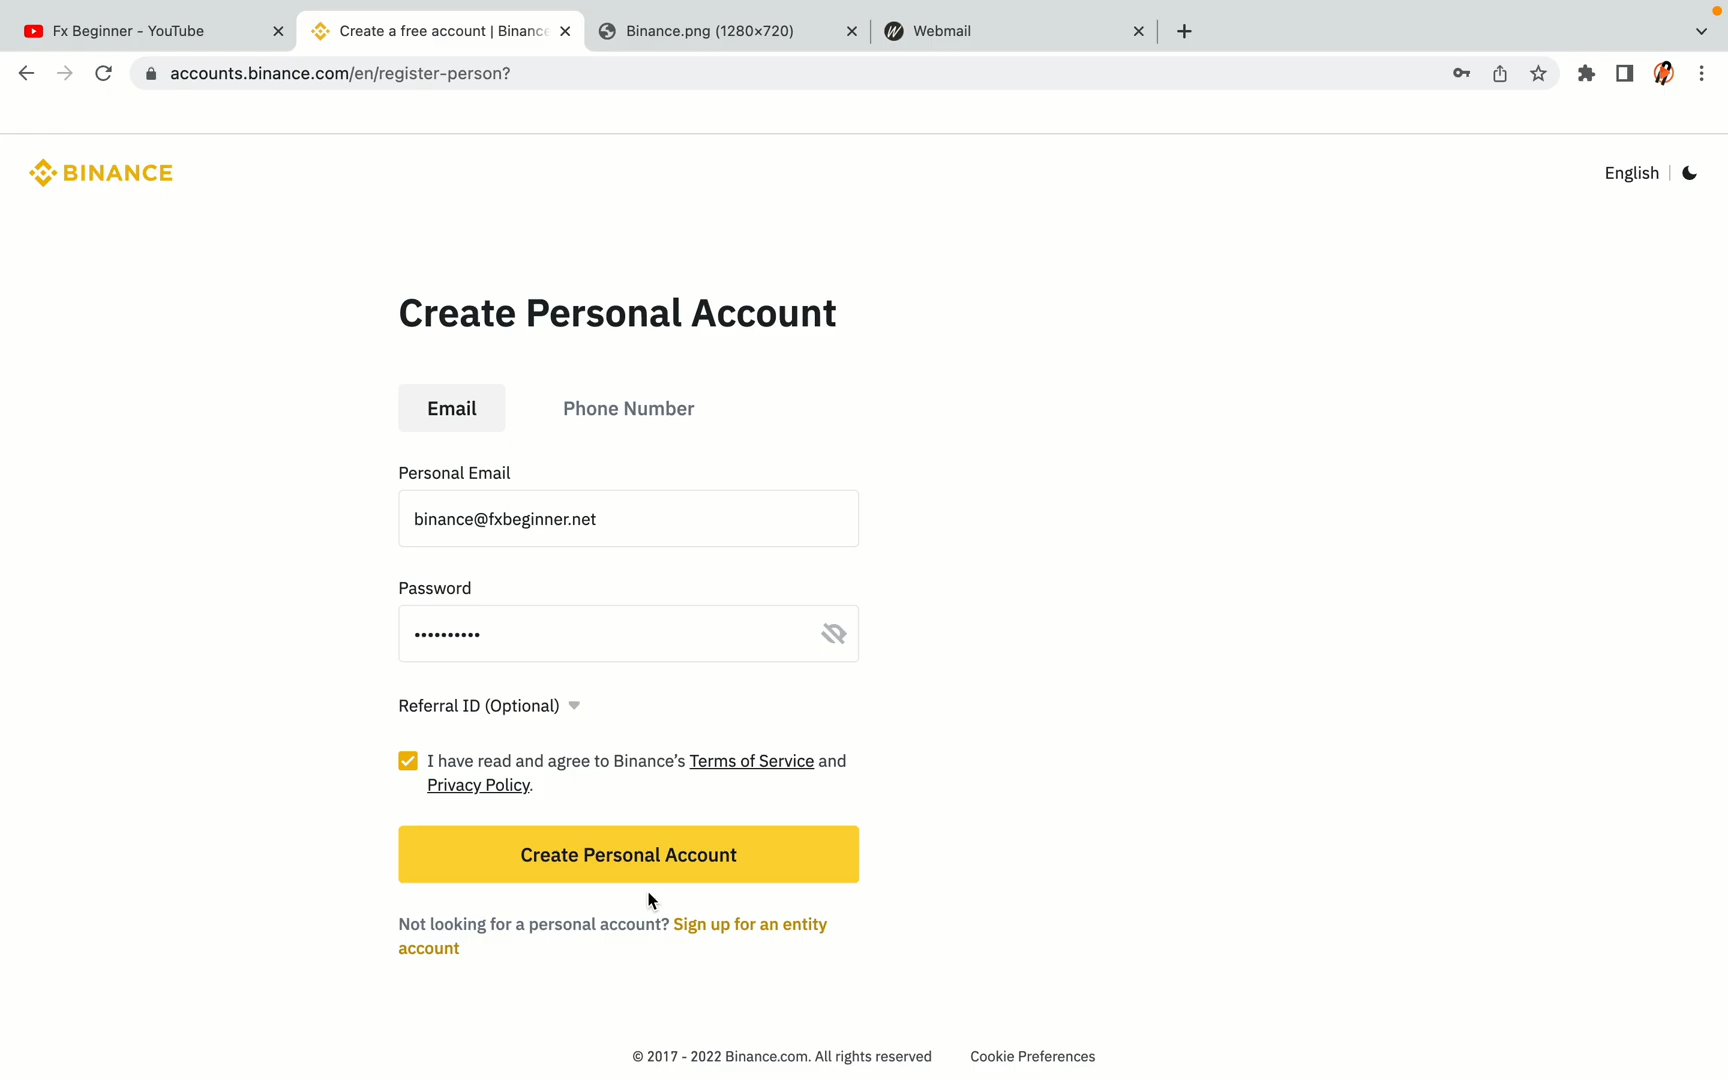 Fx Beginner - YouTube
Create a free account | Binance
Binance.png (1280×720)
Webmail
accounts.binance.com/en/register-person?
BINANCE
English
Create Personal Account
Email
Phone Number
Personal Email
binance@fxbeginner.net
Password
••••••••••
Referral ID (Optional)
I have read and agree to Binance’s Terms of Service and
Privacy Policy.
Create Personal Account
Not looking for a personal account? Sign up for an entity
account
© 2017 - 2022 Binance.com. All rights reserved
Cookie Preferences